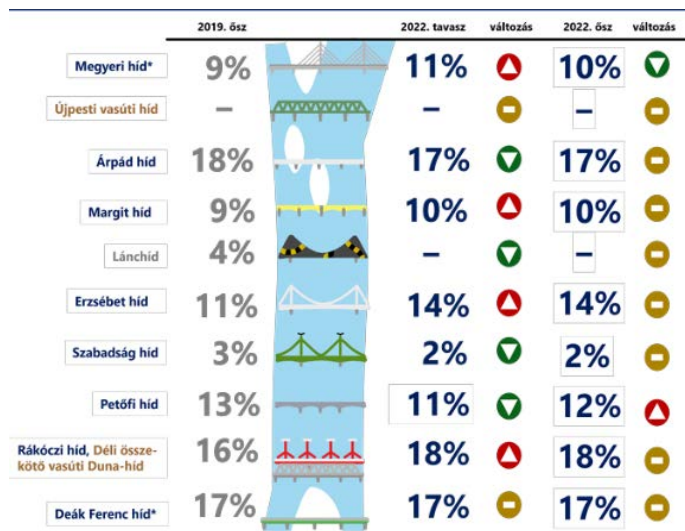 2019. ősz 2022. tavasz változás 2022. ősz változás
Megyeri híd* 9% 11% 10%
Újpesti vasúti híd – – –
Árpád híd 18% 17% 17%
Margit híd 9% 10% 10%
Lánchíd 4% – –
Erzsébet híd 11% 14% 14%
Szabadság híd 3% 2% 2%
Petőfi híd 13% 11% 12%
Rákóczi híd, Déli össze-
kötő vasúti Duna-híd 16% 18% 18%
Deák Ferenc híd* 17% 17% 17%